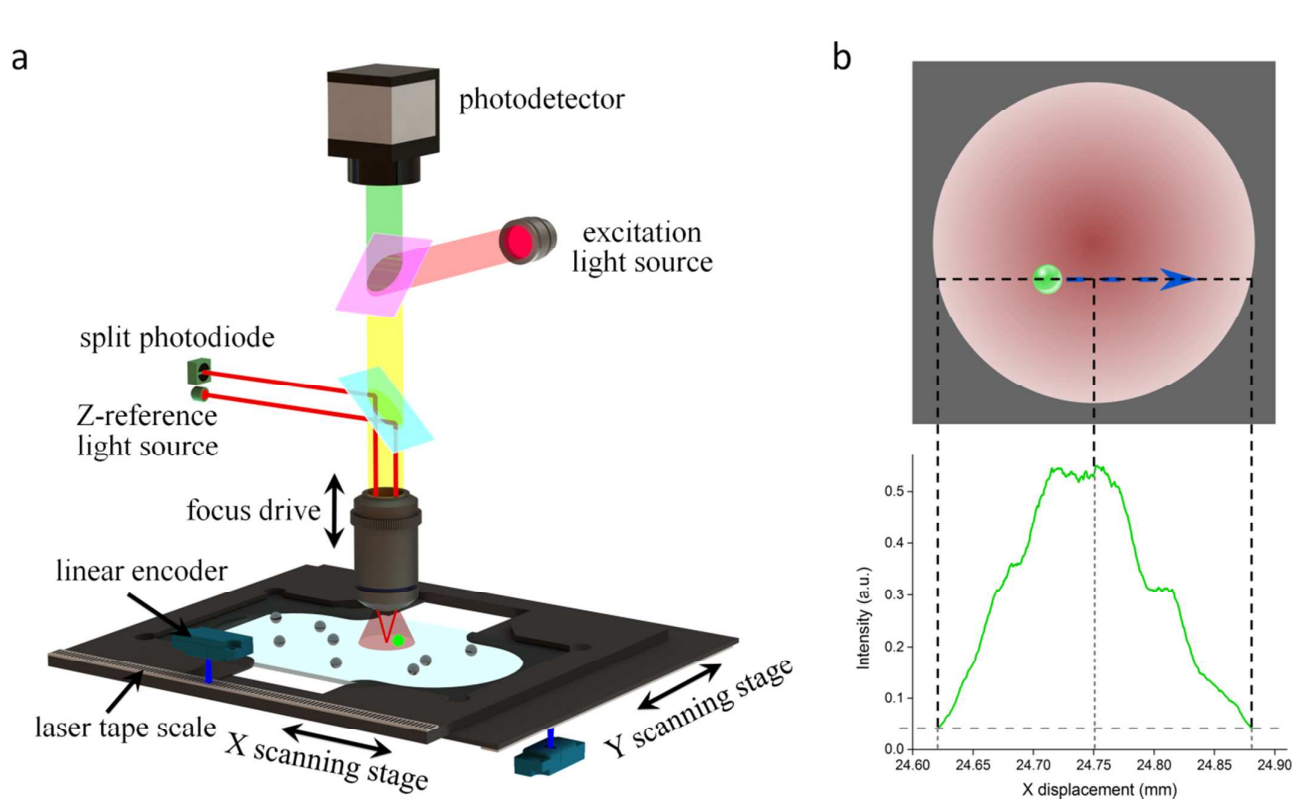 a
photodetector
excitation
light source
split photodiode
Z-reference
light source
focus drive
linear encoder
laser tape scale
X scanning stage
Y scanning stage
b
Intensity (a.u.)
0.5
0.4
0.3
0.2
0.1
0.0
24.60 24.65 24.70 24.75 24.80 24.85 24.90
X displacement (mm)